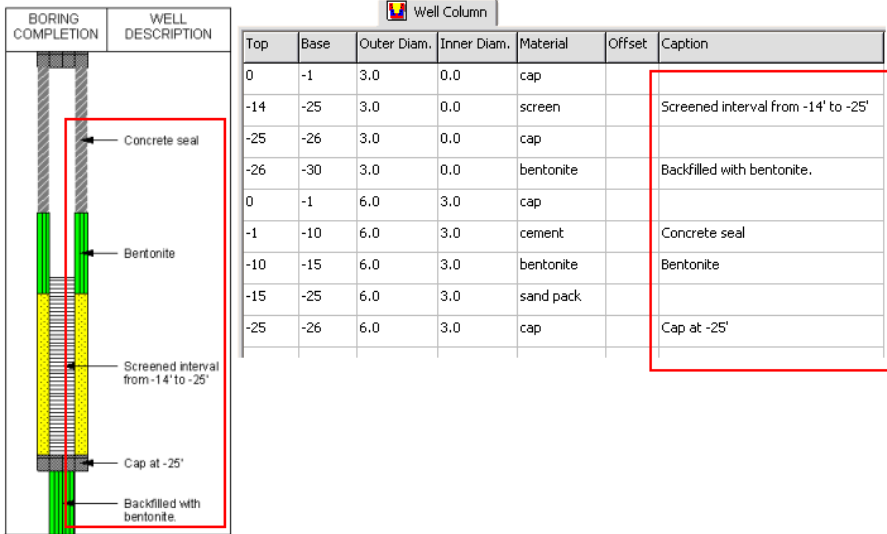 BORING
COMPLETION
WELL
DESCRIPTION
Concrete seal
Bentonite
Screened interval
from -14' to -25'
Cap at -25'
Backfilled with
bentonite.
Well Column
Top Base Outer Diam. Inner Diam. Material Offset Caption
0 -1 3.0 0.0 cap
-14 -25 3.0 0.0 screen Screened interval from -14' to -25'
-25 -26 3.0 0.0 cap
-26 -30 3.0 0.0 bentonite Backfilled with bentonite.
0 -1 6.0 3.0 cap
-1 -10 6.0 3.0 cement Concrete seal
-10 -15 6.0 3.0 bentonite Bentonite
-15 -25 6.0 3.0 sand pack
-25 -26 6.0 3.0 cap Cap at -25'